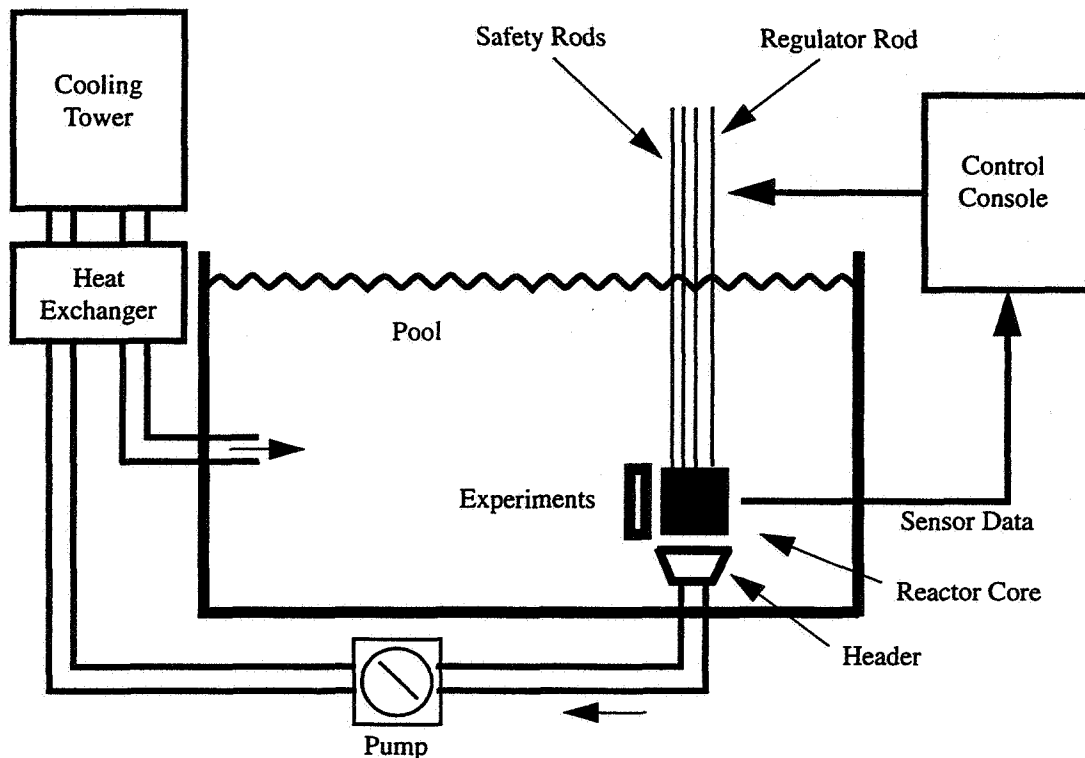 Safety Rods
Regulator Rod
Cooling
Tower
Control
Console
Heat
Exchanger
Pool
Experiments
Sensor Data
Reactor Core
Header
Pump